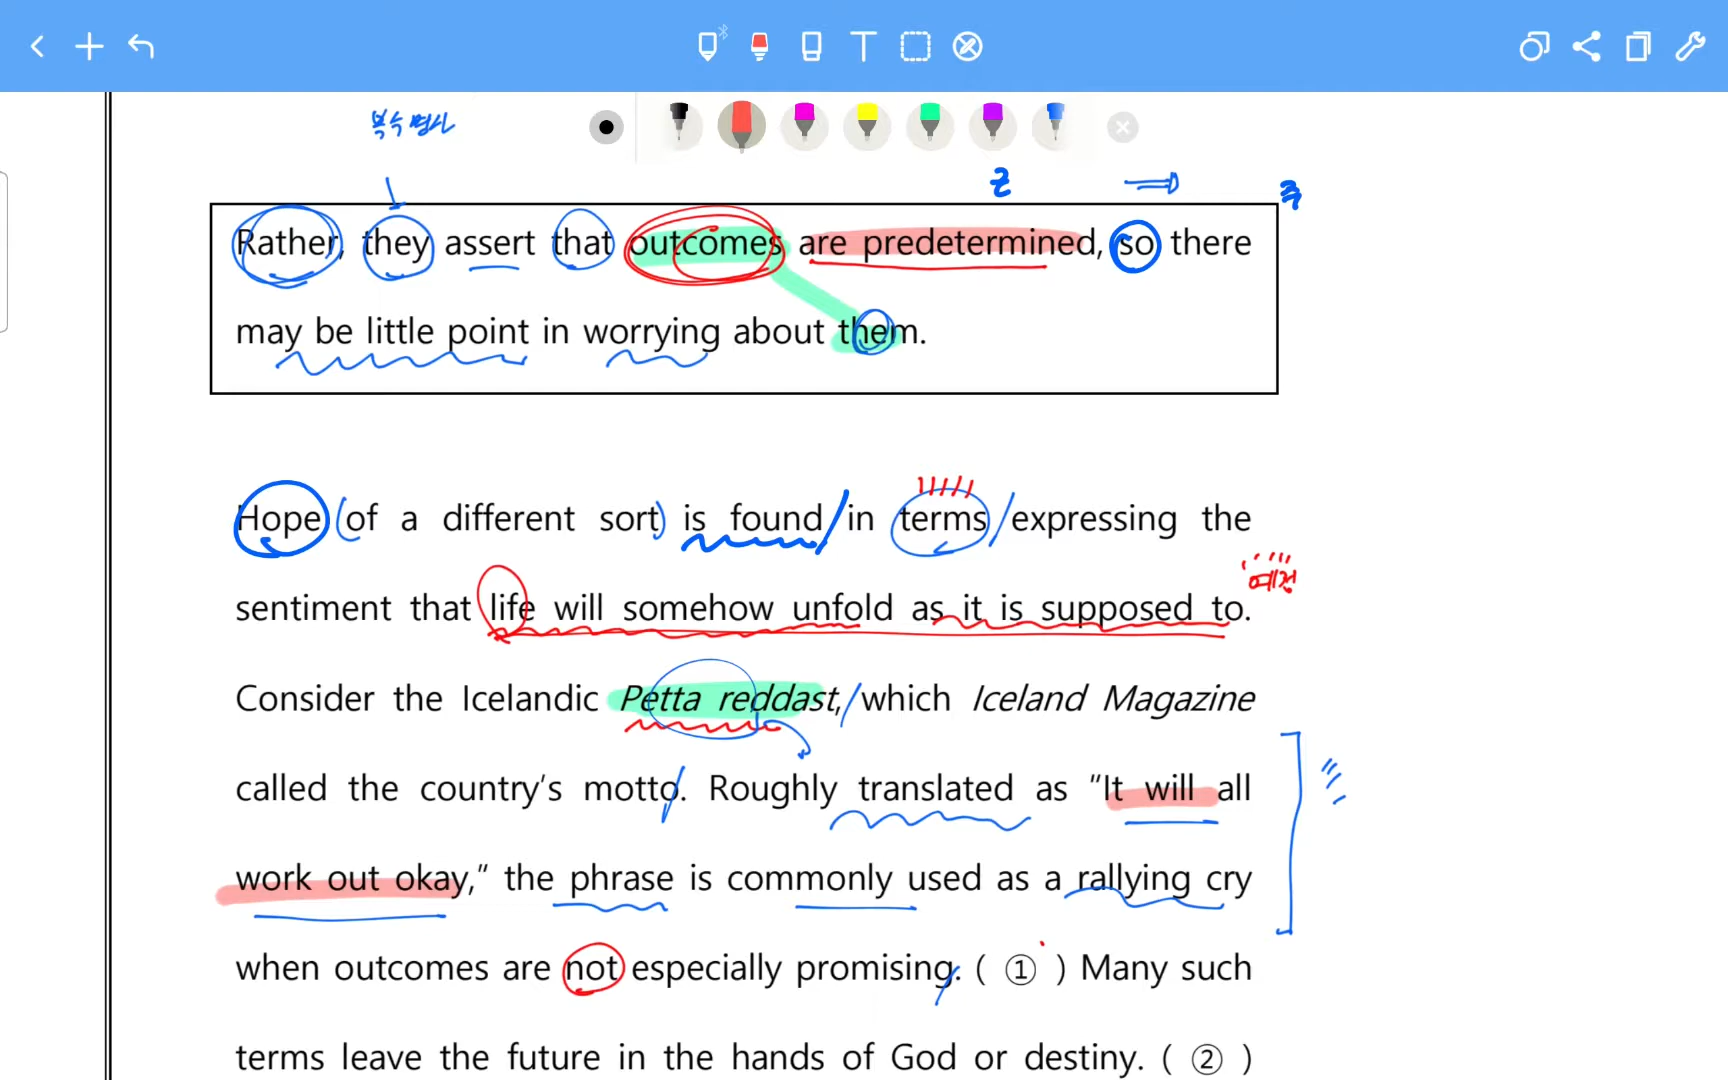 복수 명사
Rather, they assert that outcomes are predetermined, so there
may be little point in worrying about them.
Hope of a different sort is found in terms expressing the
sentiment that life will somehow unfold as it is supposed to.
예전
Consider the Icelandic Petta reddast, which Iceland Magazine
called the country's motto. Roughly translated as "It will all
work out okay," the phrase is commonly used as a rallying cry
when outcomes are not especially promising. ( ① ) Many such
terms leave the future in the hands of God or destiny. ( ② )